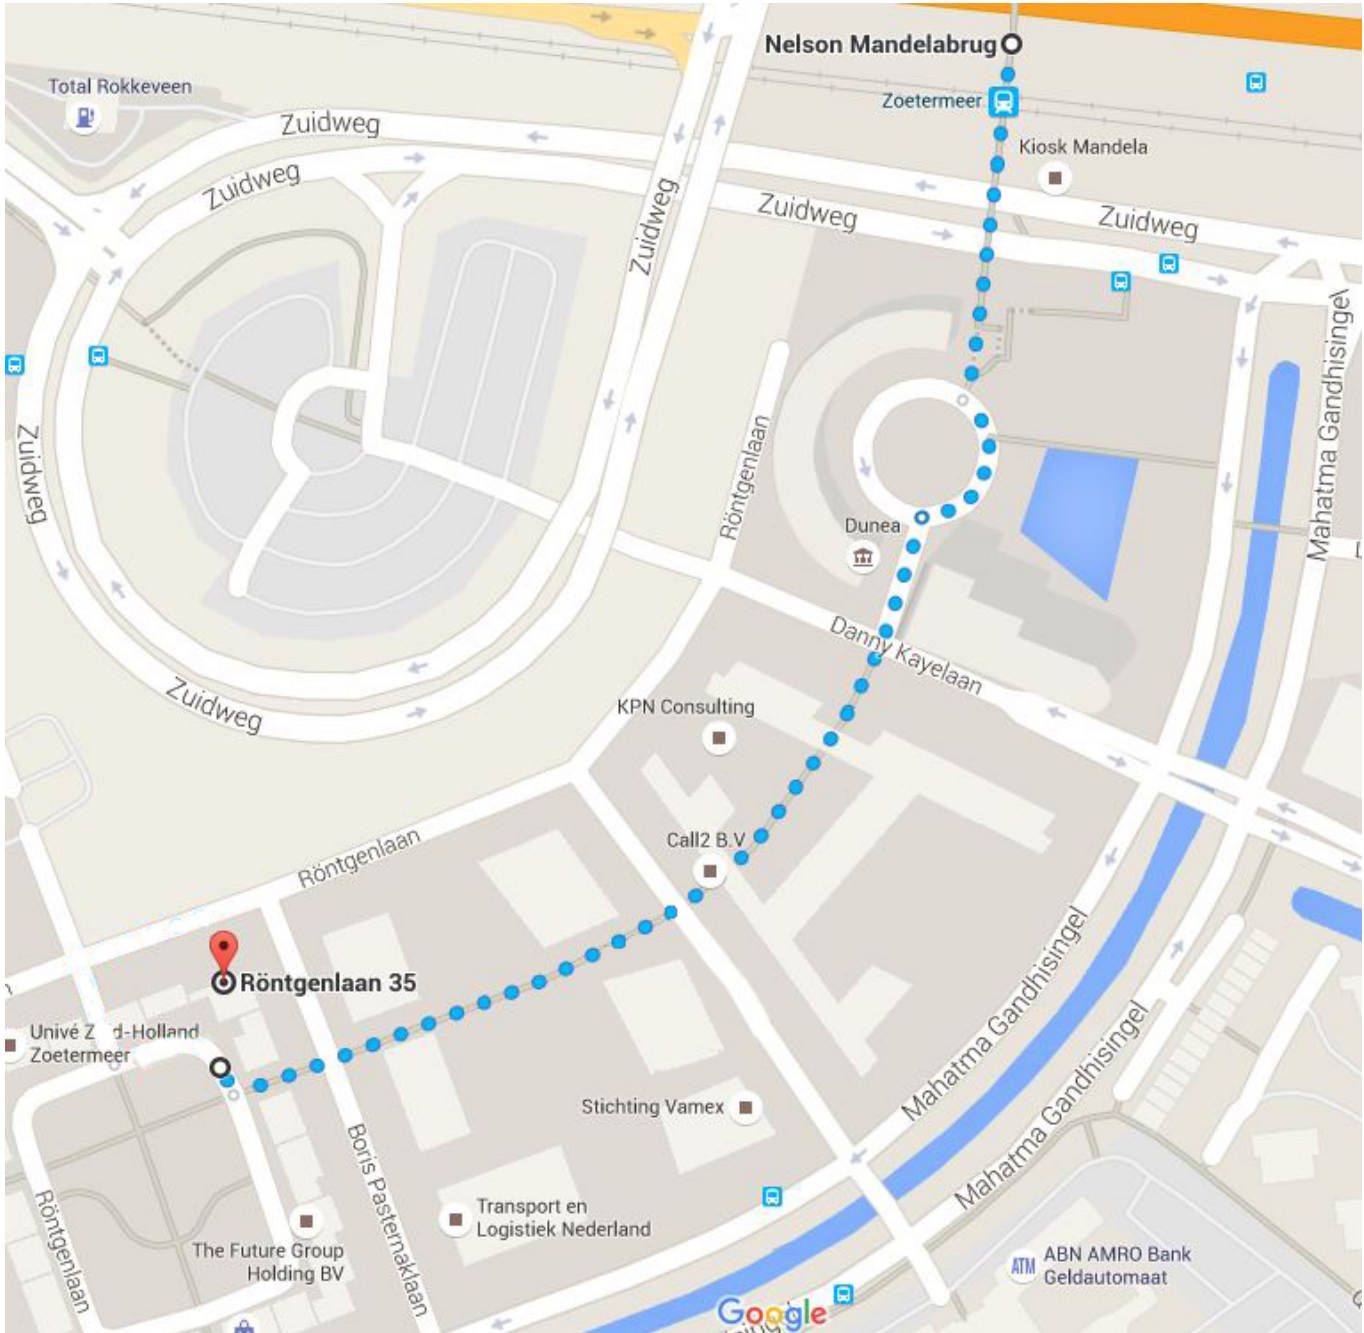 Nelson Mandelabrug
Total Rokkeveen
Zoetermeer
Zuidweg
Kiosk Mandela
Zuidweg
Zuidweg
Zuidweg
Zuidweg
Mahatma Gandhisingel
Röntgenlaan
Zuidweg
Dunea
Danny Kayelaan
Zuidweg
KPN Consulting
Call2 B.V
Röntgenlaan
Mahatma Gandhisingel
Röntgenlaan 35
Univé Z d-Holland
Zoetermeer
Mahatma Gandhisingel
Stichting Vamex
Boris Pasternaklaan
Röntgenlaan
Transport en
Logistiek Nederland
The Future Group
Holding BV
ATM
ABN AMRO Bank
Geldautomaat
Google